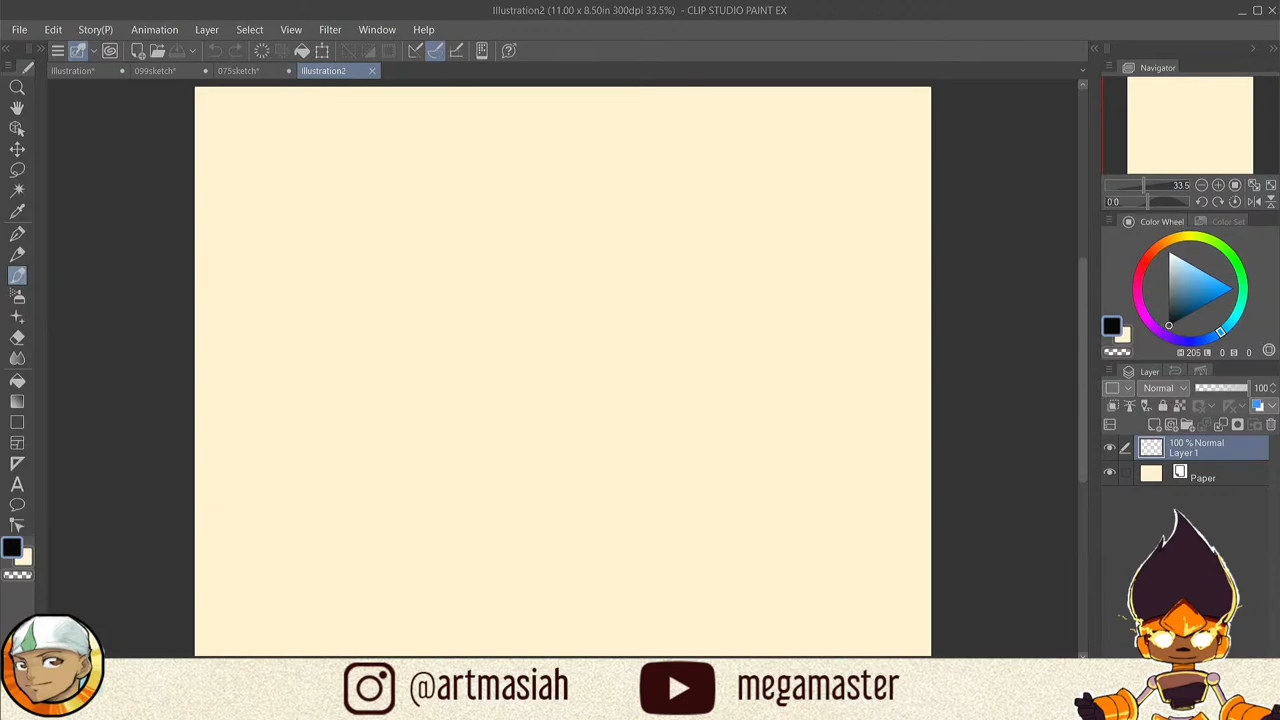 Illustration2 (11.00 x 8.50in 300dpi 33.5%) - CLIP STUDIO PAINT EX
File Edit Story(P) Animation Layer Select View Filter Window Help
Illustration* 099sketch* 075sketch* Illustration2
Navigator
33.5
0.0
Color Wheel Color Set
H 205 L 0 S 0
Layer
Normal 100
100 % Normal
Layer 1
Paper
A
@artmasiah megamaster